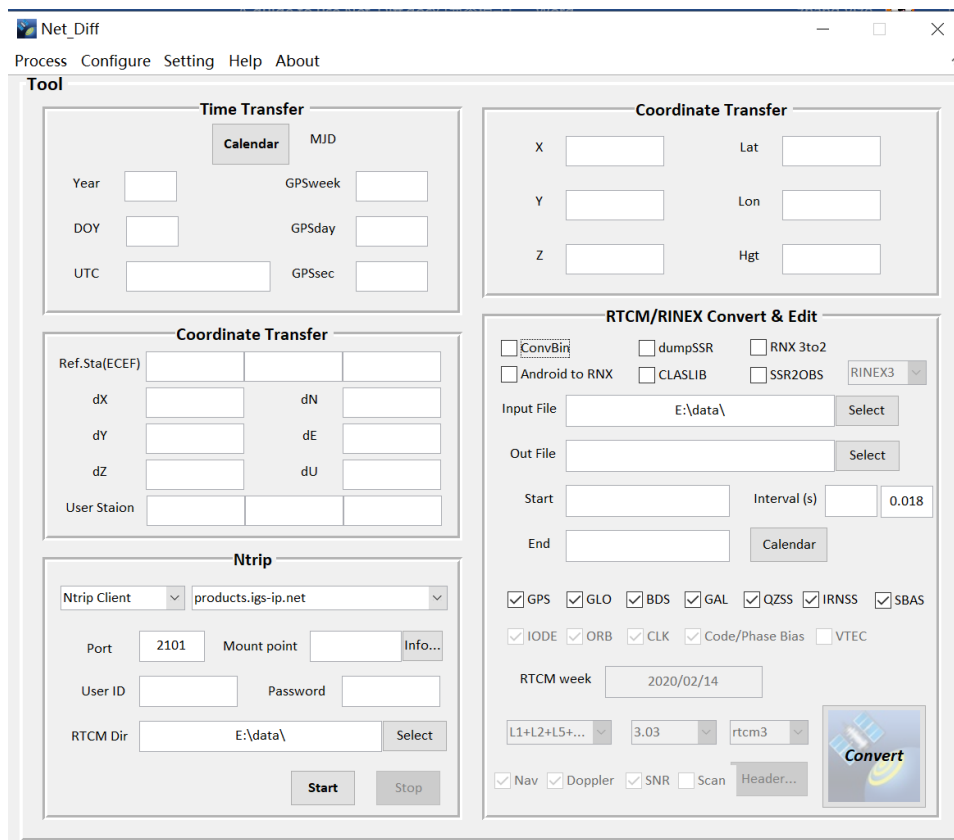 Net_Diff
Process Configure Setting Help About
Tool
Time Transfer
Calendar MJD
Year GPSweek
DOY GPSday
UTC GPSsec
Coordinate Transfer
X Lat
Y Lon
Z Hgt
Coordinate Transfer
Ref.Sta(ECEF)
dX dN
dY dE
dZ dU
User Staion
Ntrip
Ntrip Client products.igs-ip.net
Port 2101 Mount point Info...
User ID Password
RTCM Dir E:\data\ Select
Start Stop
RTCM/RINEX Convert & Edit
ConvBin dumpSSR RNX 3to2
Android to RNX CLASLIB SSR2OBS RINEX3
Input File E:\data\ Select
Out File Select
Start Interval (s) 0.018
End Calendar
GPS GLO BDS GAL QZSS IRNSS SBAS
IODE ORB CLK Code/Phase Bias VTEC
RTCM week 2020/02/14
L1+L2+L5+... 3.03 rtcm3
Convert
Nav Doppler SNR Scan Header...